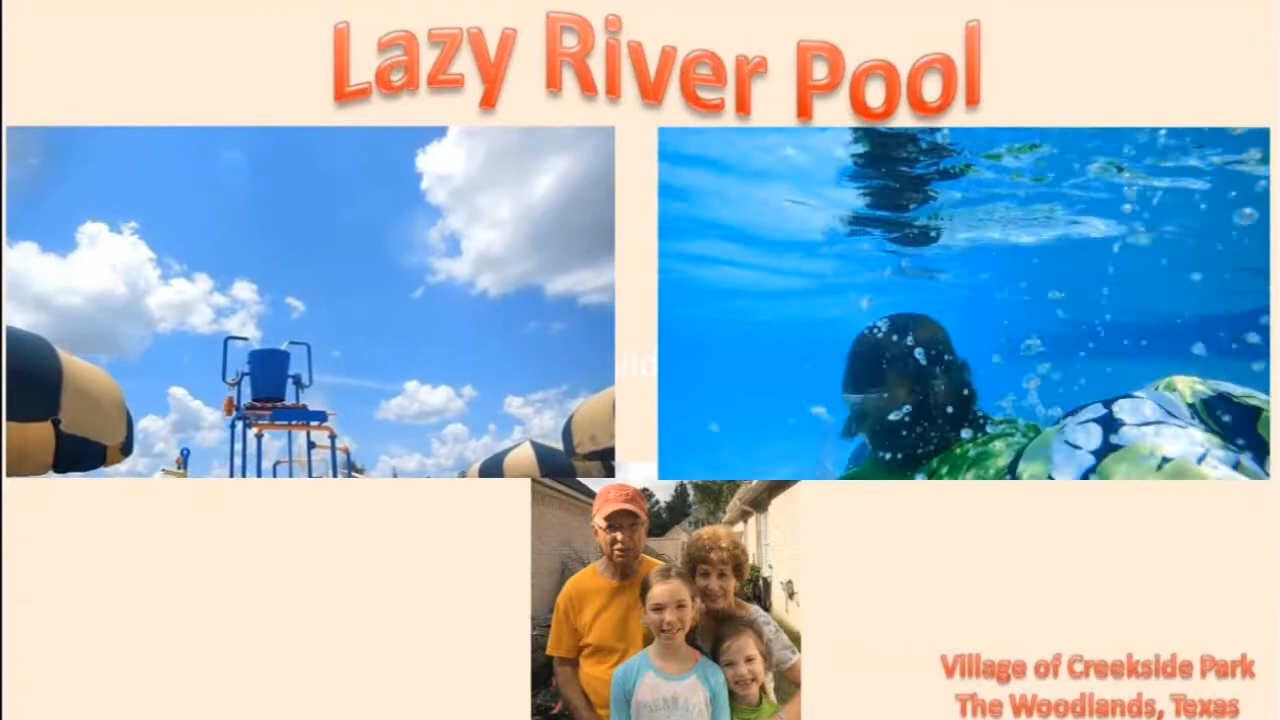 Lazy River Pool
Village of Creekside Park
The Woodlands, Texas